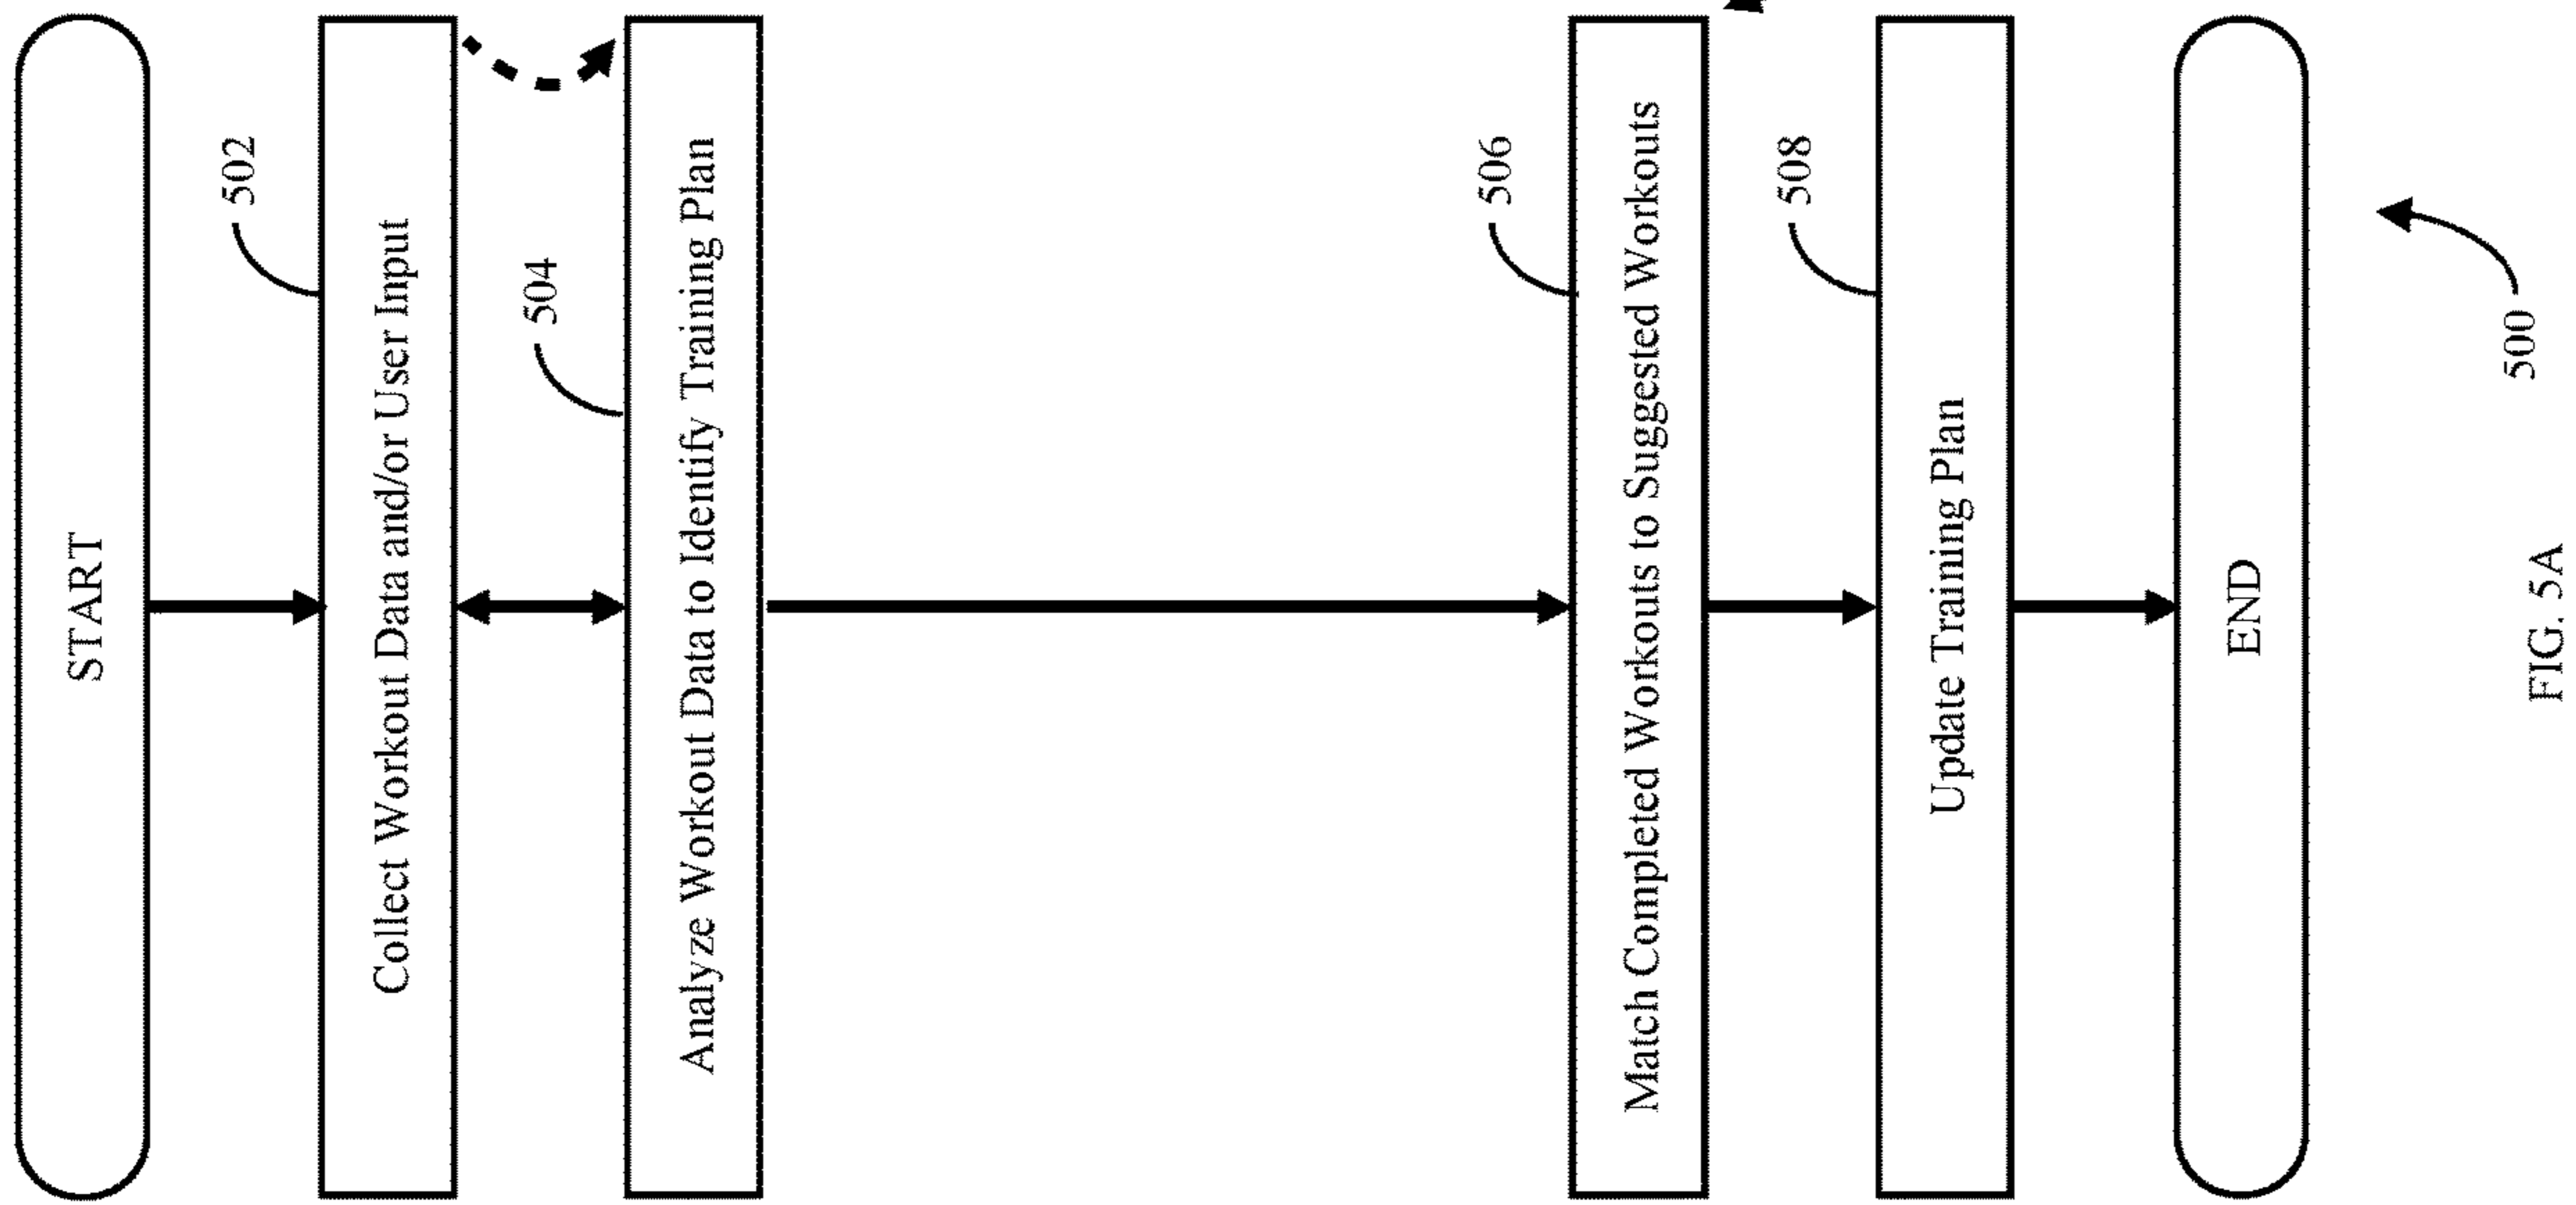 START
502
Collect Workout Data and/or User Input
504
Analyze Workout Data to Identify Training Plan
506
Match Completed Workouts to Suggested Workouts
508
Update Training Plan
END
500
FIG. 5A